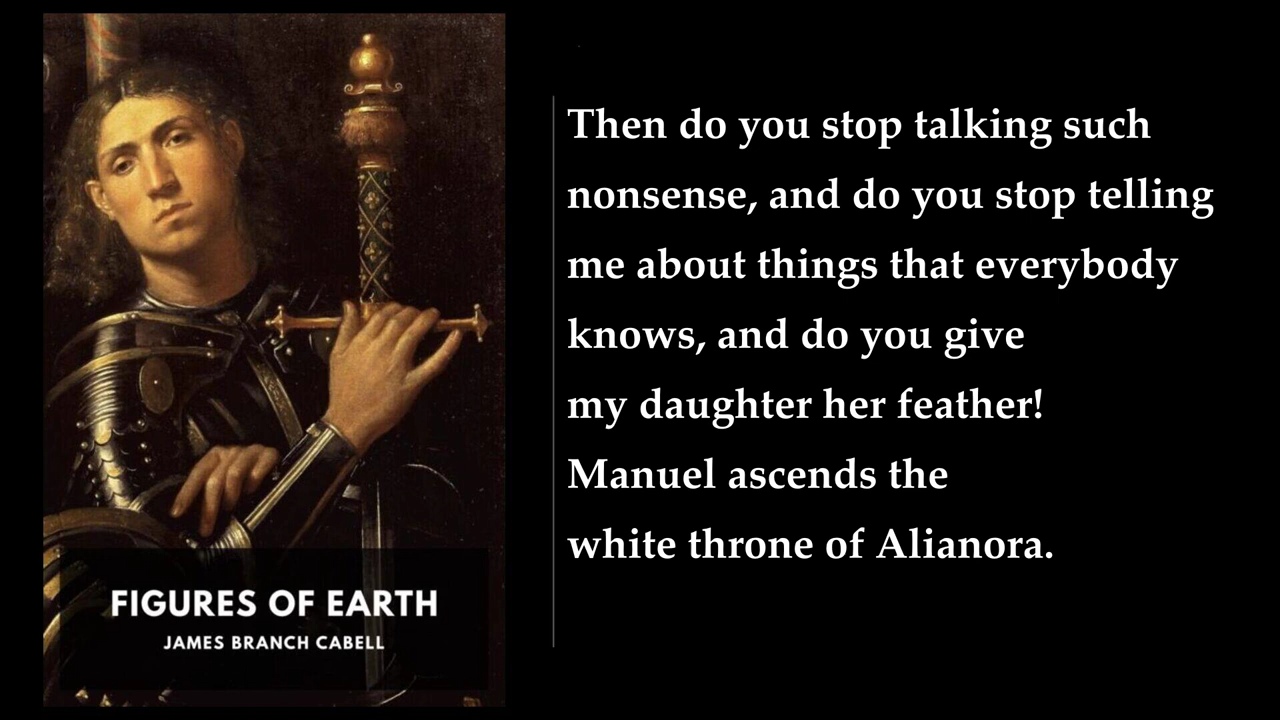 FIGURES OF EARTH
JAMES BRANCH CABELL
Then do you stop talking such
nonsense, and do you stop telling
me about things that everybody
knows, and do you give
my daughter her feather!
Manuel ascends the
white throne of Alianora.